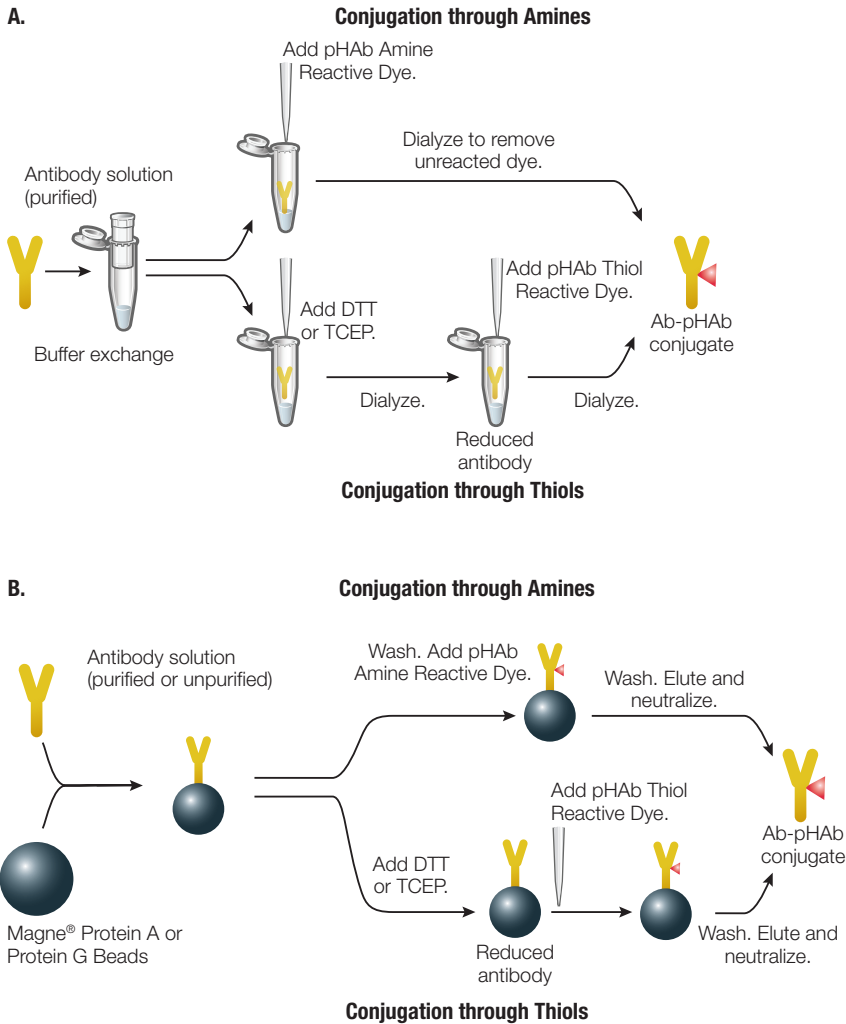 A.
Conjugation through Amines
Add pHAb Amine
Reactive Dye.
Dialyze to remove
unreacted dye.
Antibody solution
(purified)
Buffer exchange
Add DTT
or TCEP.
Dialyze.
Add pHAb Thiol
Reactive Dye.
Reduced
antibody
Dialyze.
Ab-pHAb
conjugate
Conjugation through Thiols
B.
Conjugation through Amines
Antibody solution
(purified or unpurified)
Magne® Protein A or
Protein G Beads
Wash. Add pHAb
Amine Reactive Dye.
Wash. Elute and
neutralize.
Add DTT
or TCEP.
Reduced
antibody
Add pHAb Thiol
Reactive Dye.
Wash. Elute and
neutralize.
Ab-pHAb
conjugate
Conjugation through Thiols